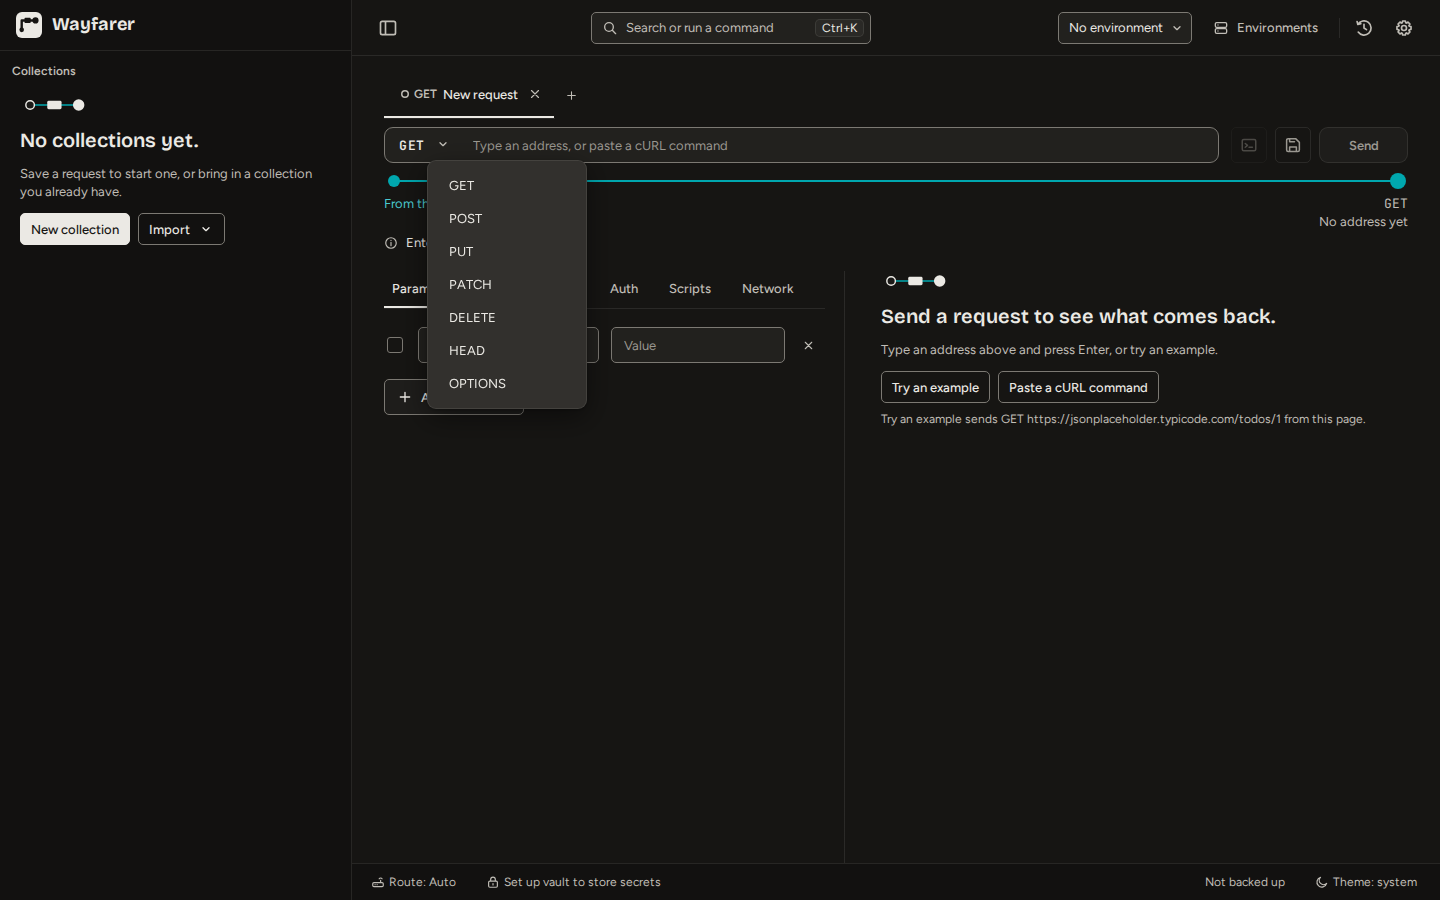 Wayfarer
Collections
No collections yet.
Save a request to start one, or bring in a collection
you already have.
New collection
Import
Search or run a command
Ctrl+K
No environment
Environments
GET New request
GET
Type an address, or paste a cURL command
Send
From
GET
No address yet
GET
POST
PUT
PATCH
DELETE
HEAD
OPTIONS
Auth
Scripts
Network
Value
Send a request to see what comes back.
Type an address above and press Enter, or try an example.
Try an example
Paste a cURL command
Try an example sends GET https://jsonplaceholder.typicode.com/todos/1 from this page.
Route: Auto
Set up vault to store secrets
Not backed up
Theme: system